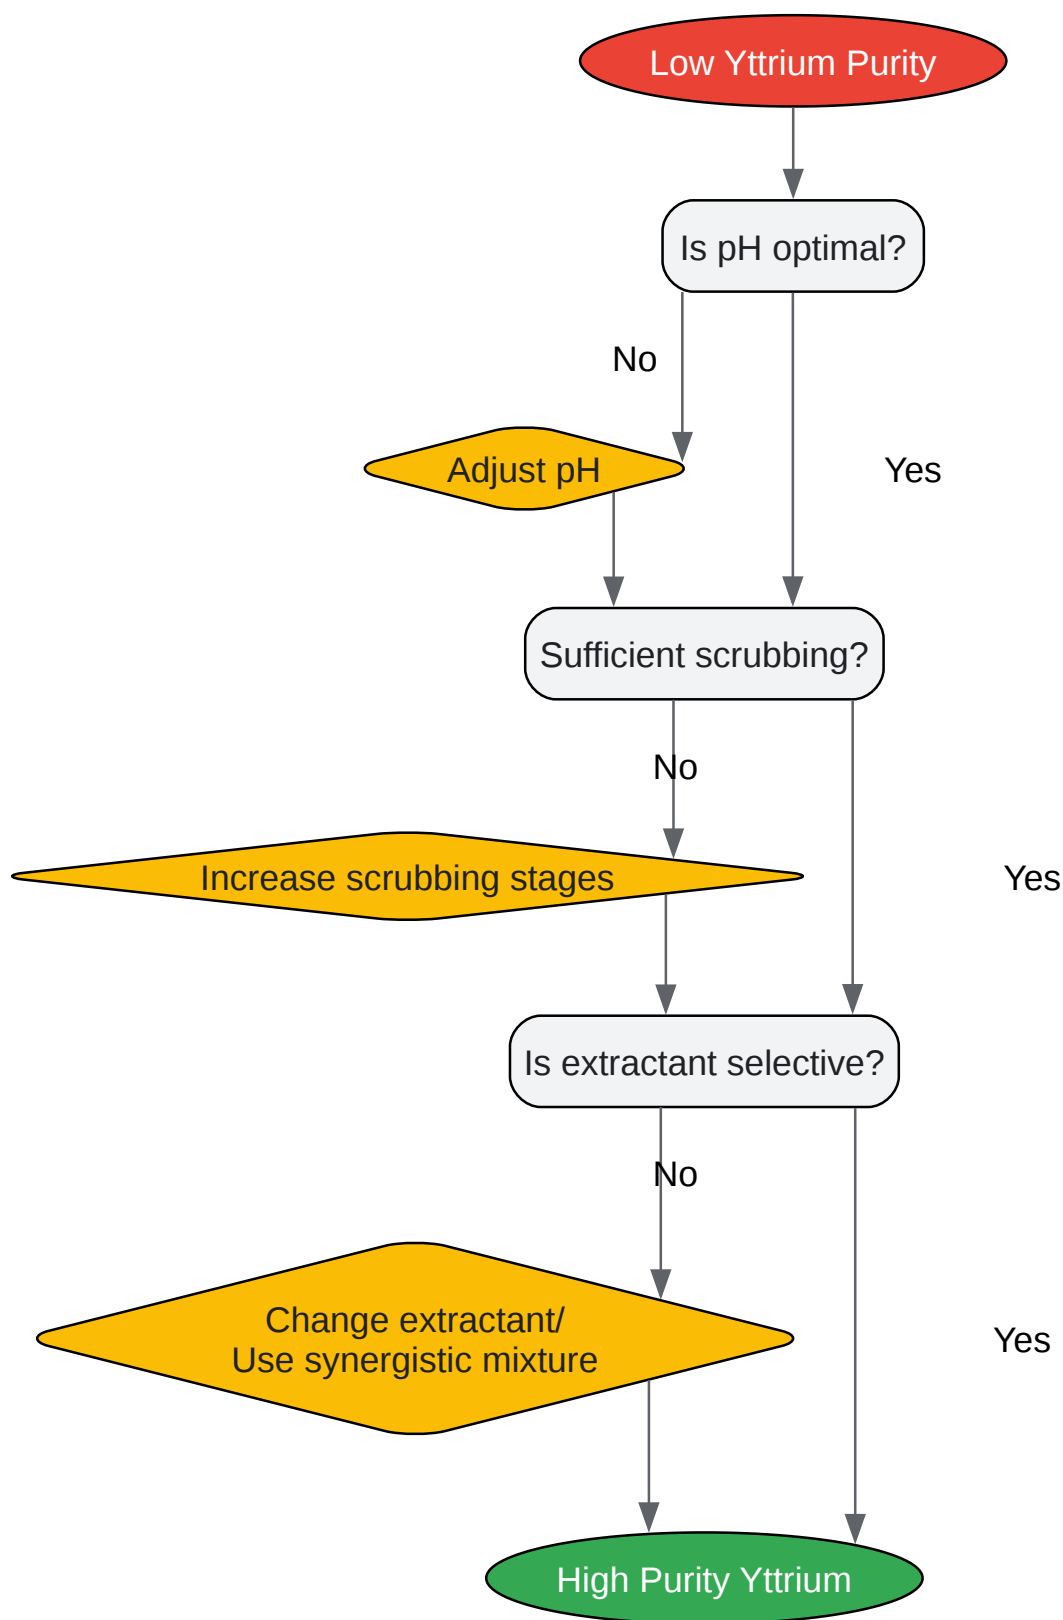 Low Yttrium Purity
Is pH optimal?
No
Adjust pH
Yes
Sufficient scrubbing?
No
Increase scrubbing stages
Yes
Is extractant selective?
No
Change extractant/
Use synergistic mixture
Yes
High Purity Yttrium